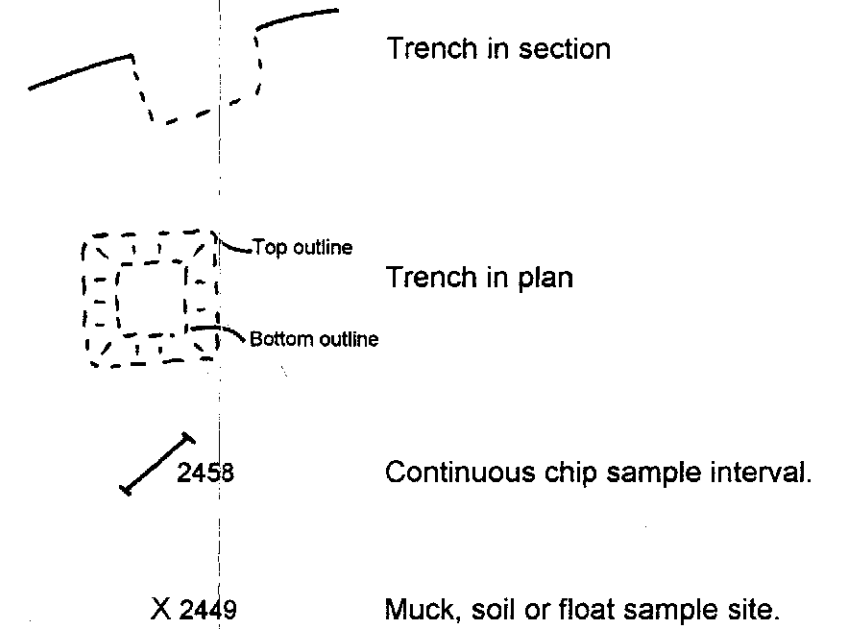 Trench in section
Top outline
Trench in plan
Bottom outline
2458 Continuous chip sample interval.
X 2449 Muck, soil or float sample site.